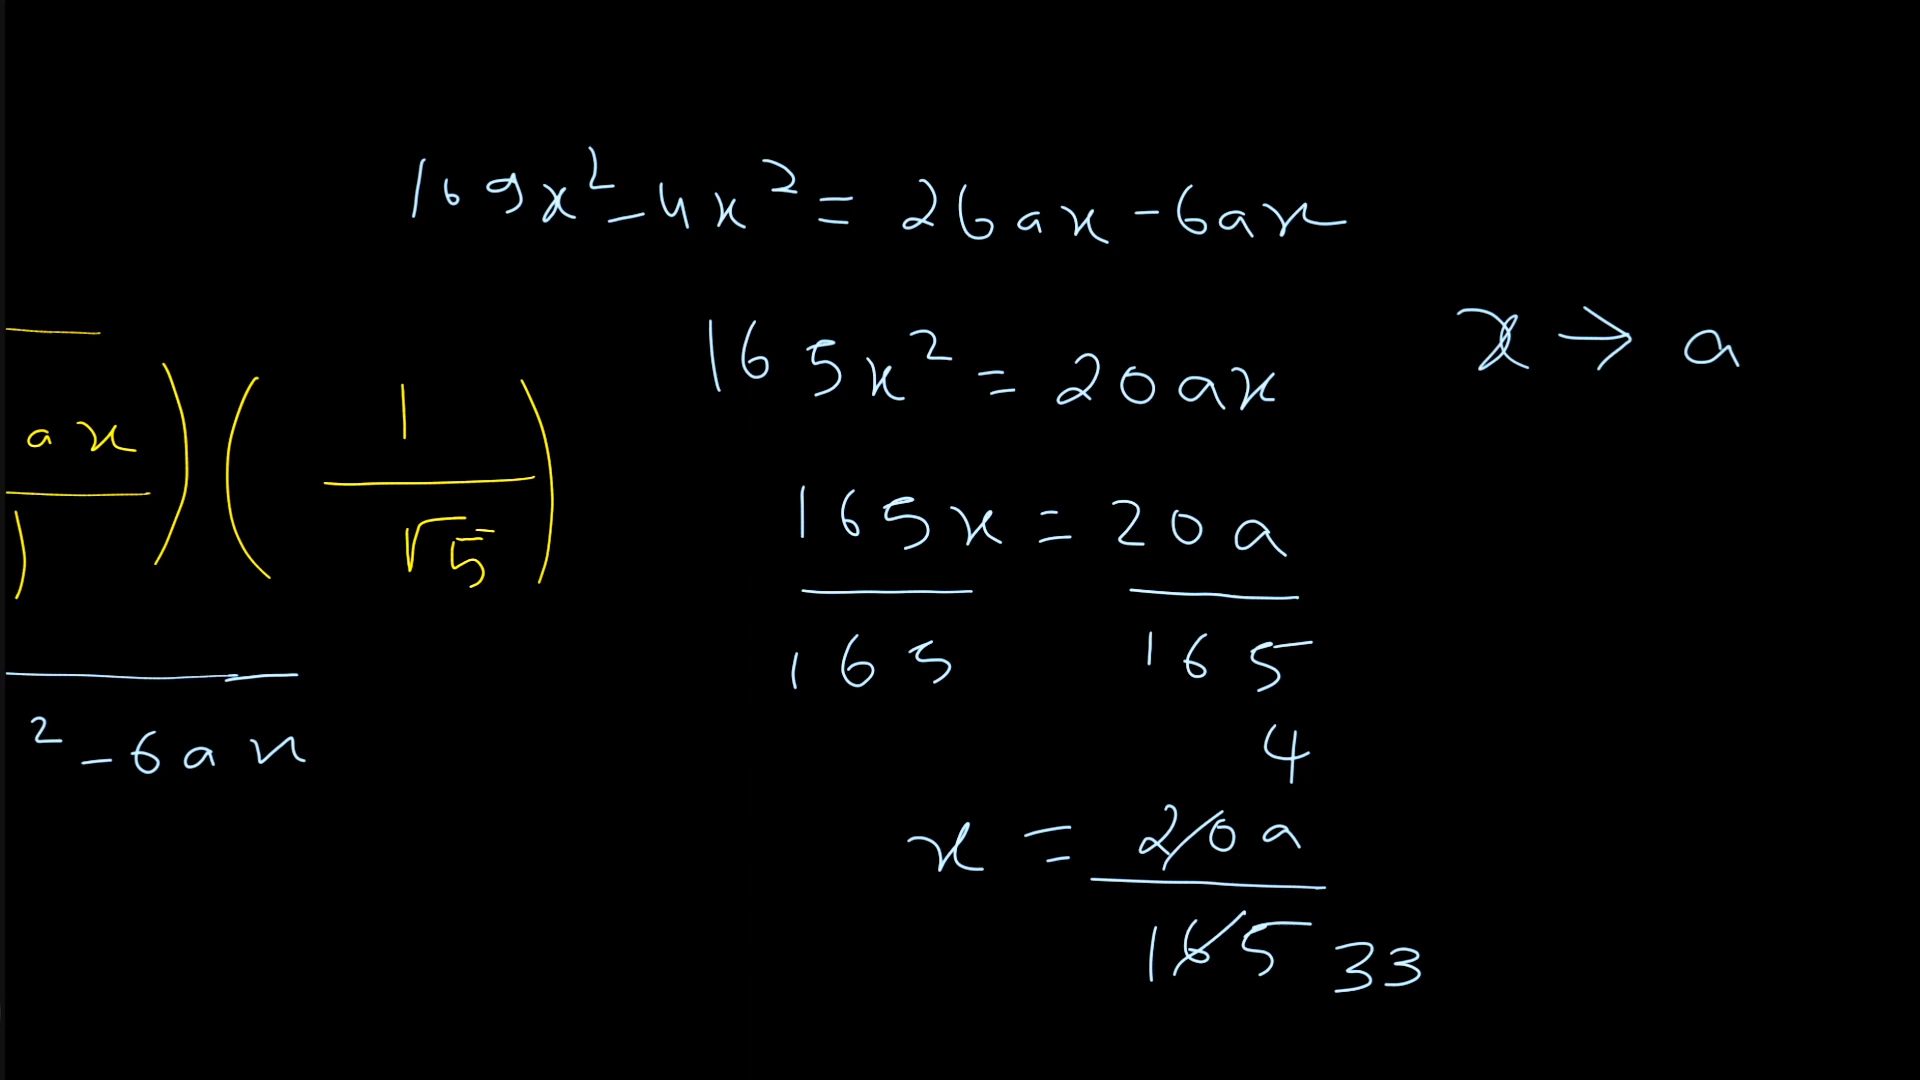 169x² - 4x² = 26ax - 6ax
165x² = 20ax
x → a
ax) ( 1 / √5 )
)
165x = 20a
165 165
² - 6ax
4
x = 20a
165 33